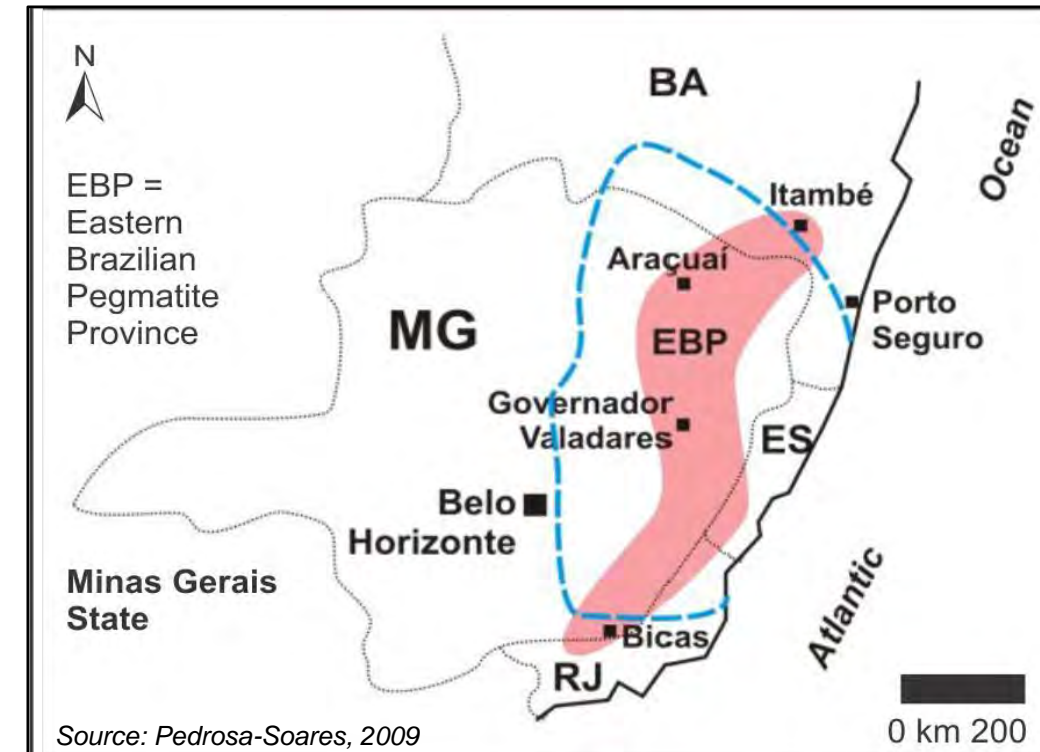 N
BA
Ocean
EBP =
Eastern
Brazilian
Pegmatite
Province
Itambé
Araçuaí
MG
EBP
Porto
Seguro
Governador
Valadares
ES
Belo
Horizonte
Minas Gerais
State
Atlantic
Bicas
RJ
Source: Pedrosa-Soares, 2009
0 km 200